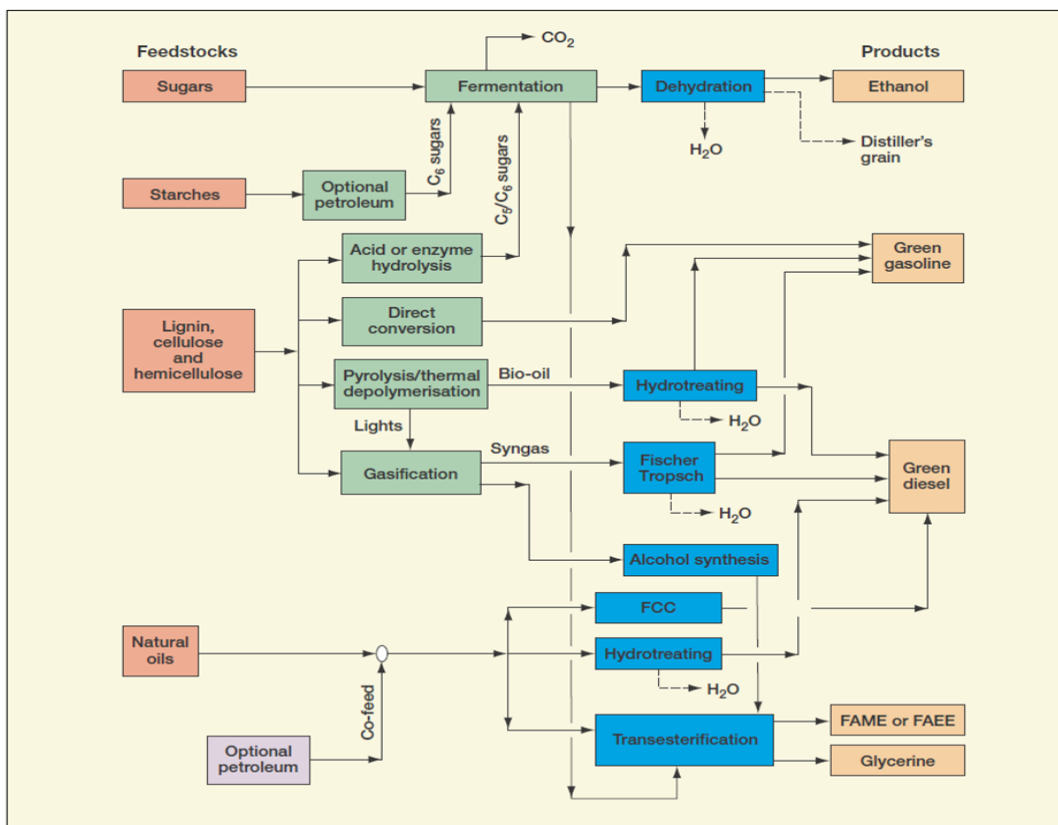 CO2
Feedstocks
Products
Sugars
Fermentation
Dehydration
Ethanol
H2O
Distiller's
grain
C6 sugars
C5/C6 sugars
Starches
Optional
petroleum
Acid or enzyme
hydrolysis
Green
gasoline
Direct
conversion
Lignin,
cellulose
and
hemicellulose
Pyrolysis/thermal
depolymerisation
Bio-oil
Hydrotreating
H2O
Lights
Syngas
Gasification
Fischer
Tropsch
Green
diesel
H2O
Alcohol synthesis
FCC
Natural
oils
Hydrotreating
H2O
Co-feed
FAME or FAEE
Transesterification
Optional
petroleum
Glycerine